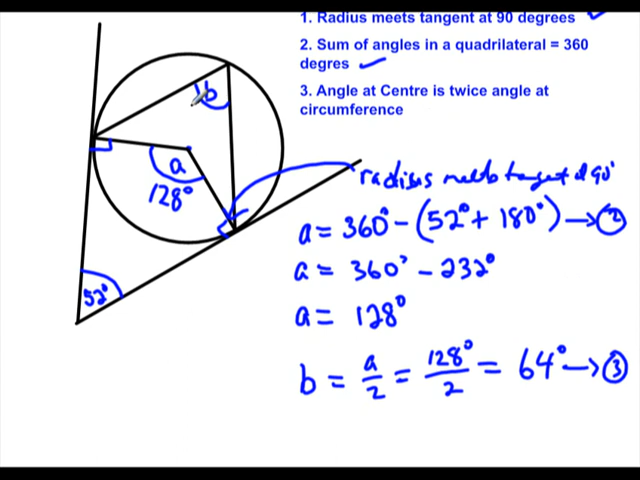 1. Radius meets tangent at 90 degrees
2. Sum of angles in a quadrilateral = 360
degres
3. Angle at Centre is twice angle at
circumference
b
a
128°
52°
radius meets tangent at 90°
a = 360° - (52° + 180°) → ②
a = 360° - 232°
a = 128°
b = a/2 = 128°/2 = 64° → ③